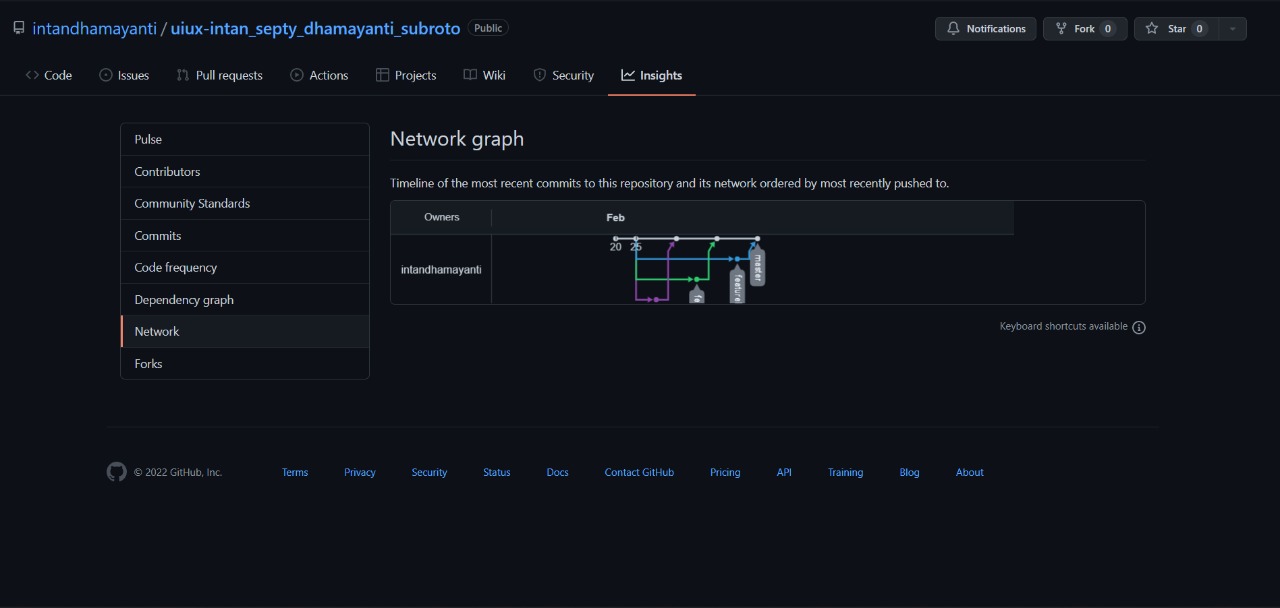 intandhamayanti / uiux-intan_septy_dhamayanti_subroto Public
Notifications Fork 0 Star 0
Code Issues Pull requests Actions Projects Wiki Security Insights
Pulse
Contributors
Community Standards
Commits
Code frequency
Dependency graph
Network
Forks
Network graph
Timeline of the most recent commits to this repository and its network ordered by most recently pushed to.
Owners Feb
20 25
intandhamayanti
master
feature
fe
Keyboard shortcuts available
© 2022 GitHub, Inc. Terms Privacy Security Status Docs Contact GitHub Pricing API Training Blog About